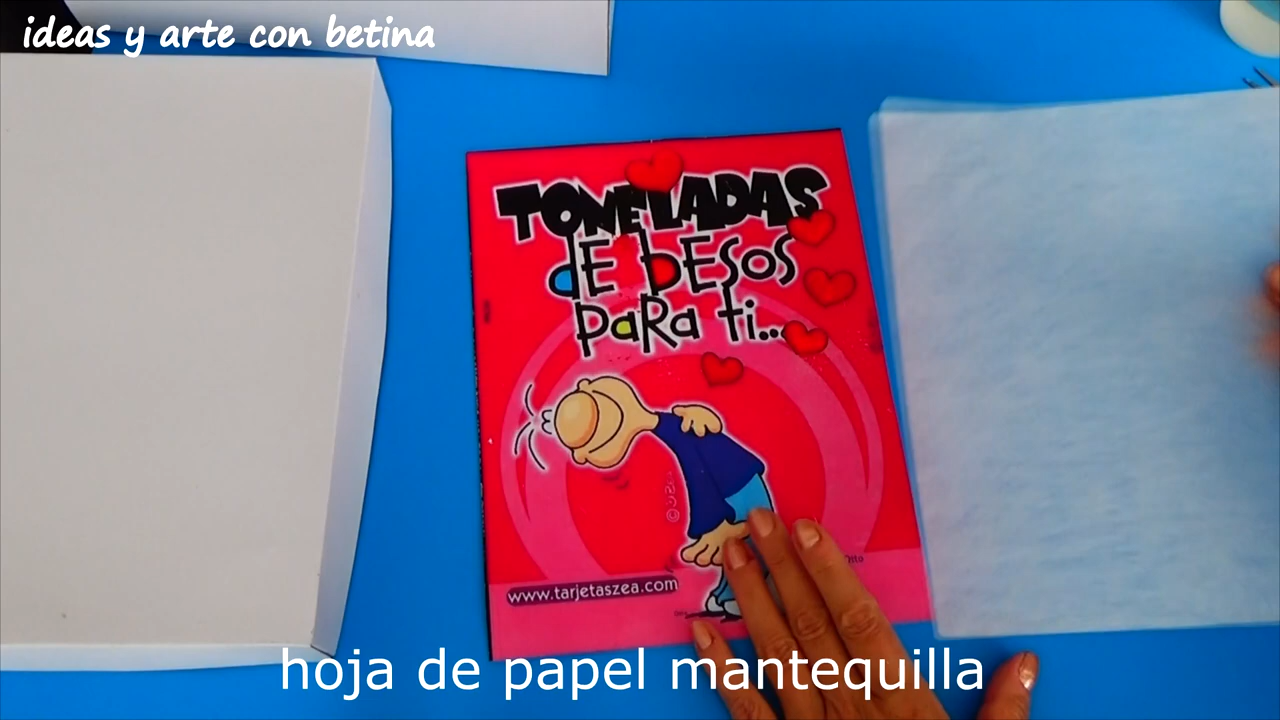 ideas y arte con betina
TONELADAS
dE bESOS
paRa ti...
www.tarjetaszea.com
hoja de papel mantequilla